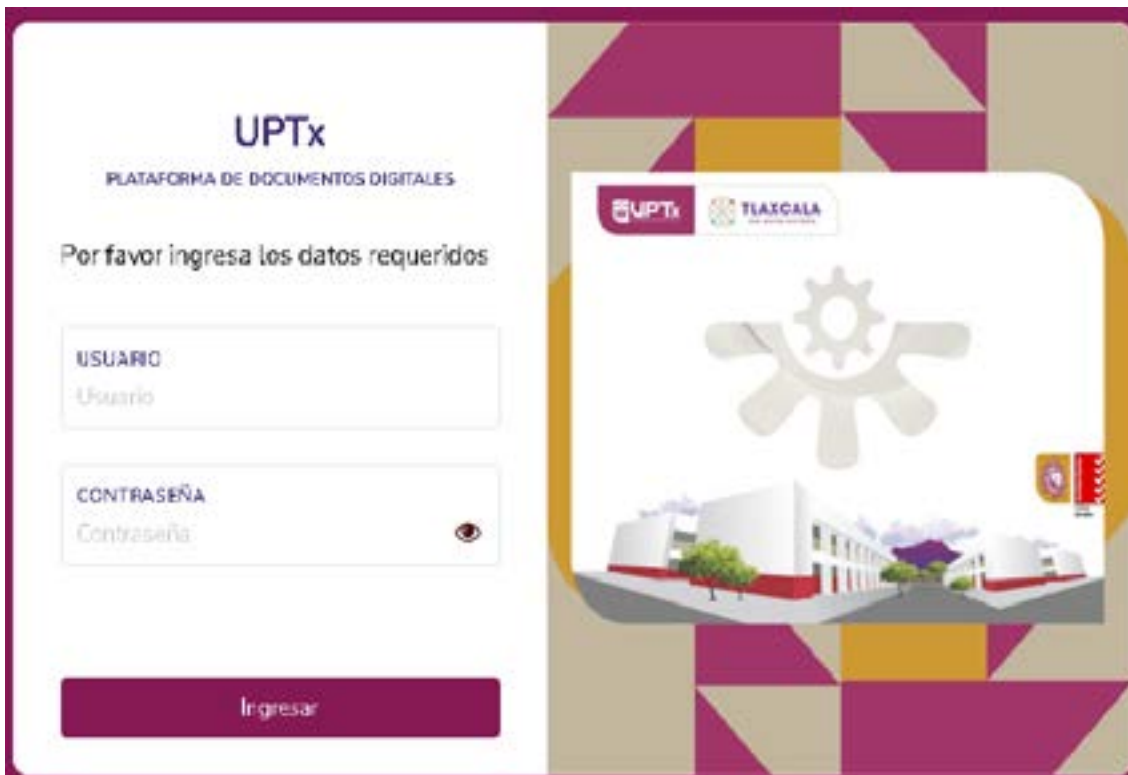 UPTx
PLATAFORMA DE DOCUMENTOS DIGITALES
Por favor ingresa los datos requeridos
USUARIO
Usuario
CONTRASEÑA
Contraseña
Ingresar
UPTx
TLAXCALA